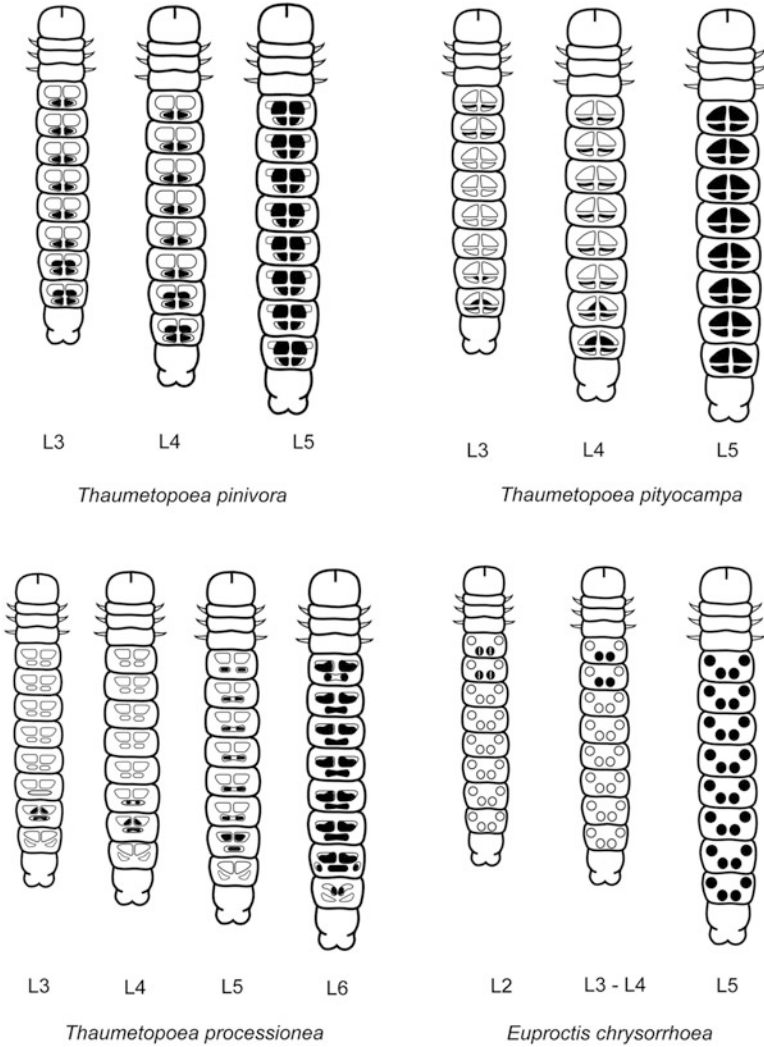 L3 L4 L5
Thaumetopoea pinivora
L3 L4 L5
Thaumetopoea pityocampa
L3 L4 L5 L6
Thaumetopoea processionea
L2 L3 - L4 L5
Euproctis chrysorrhoea